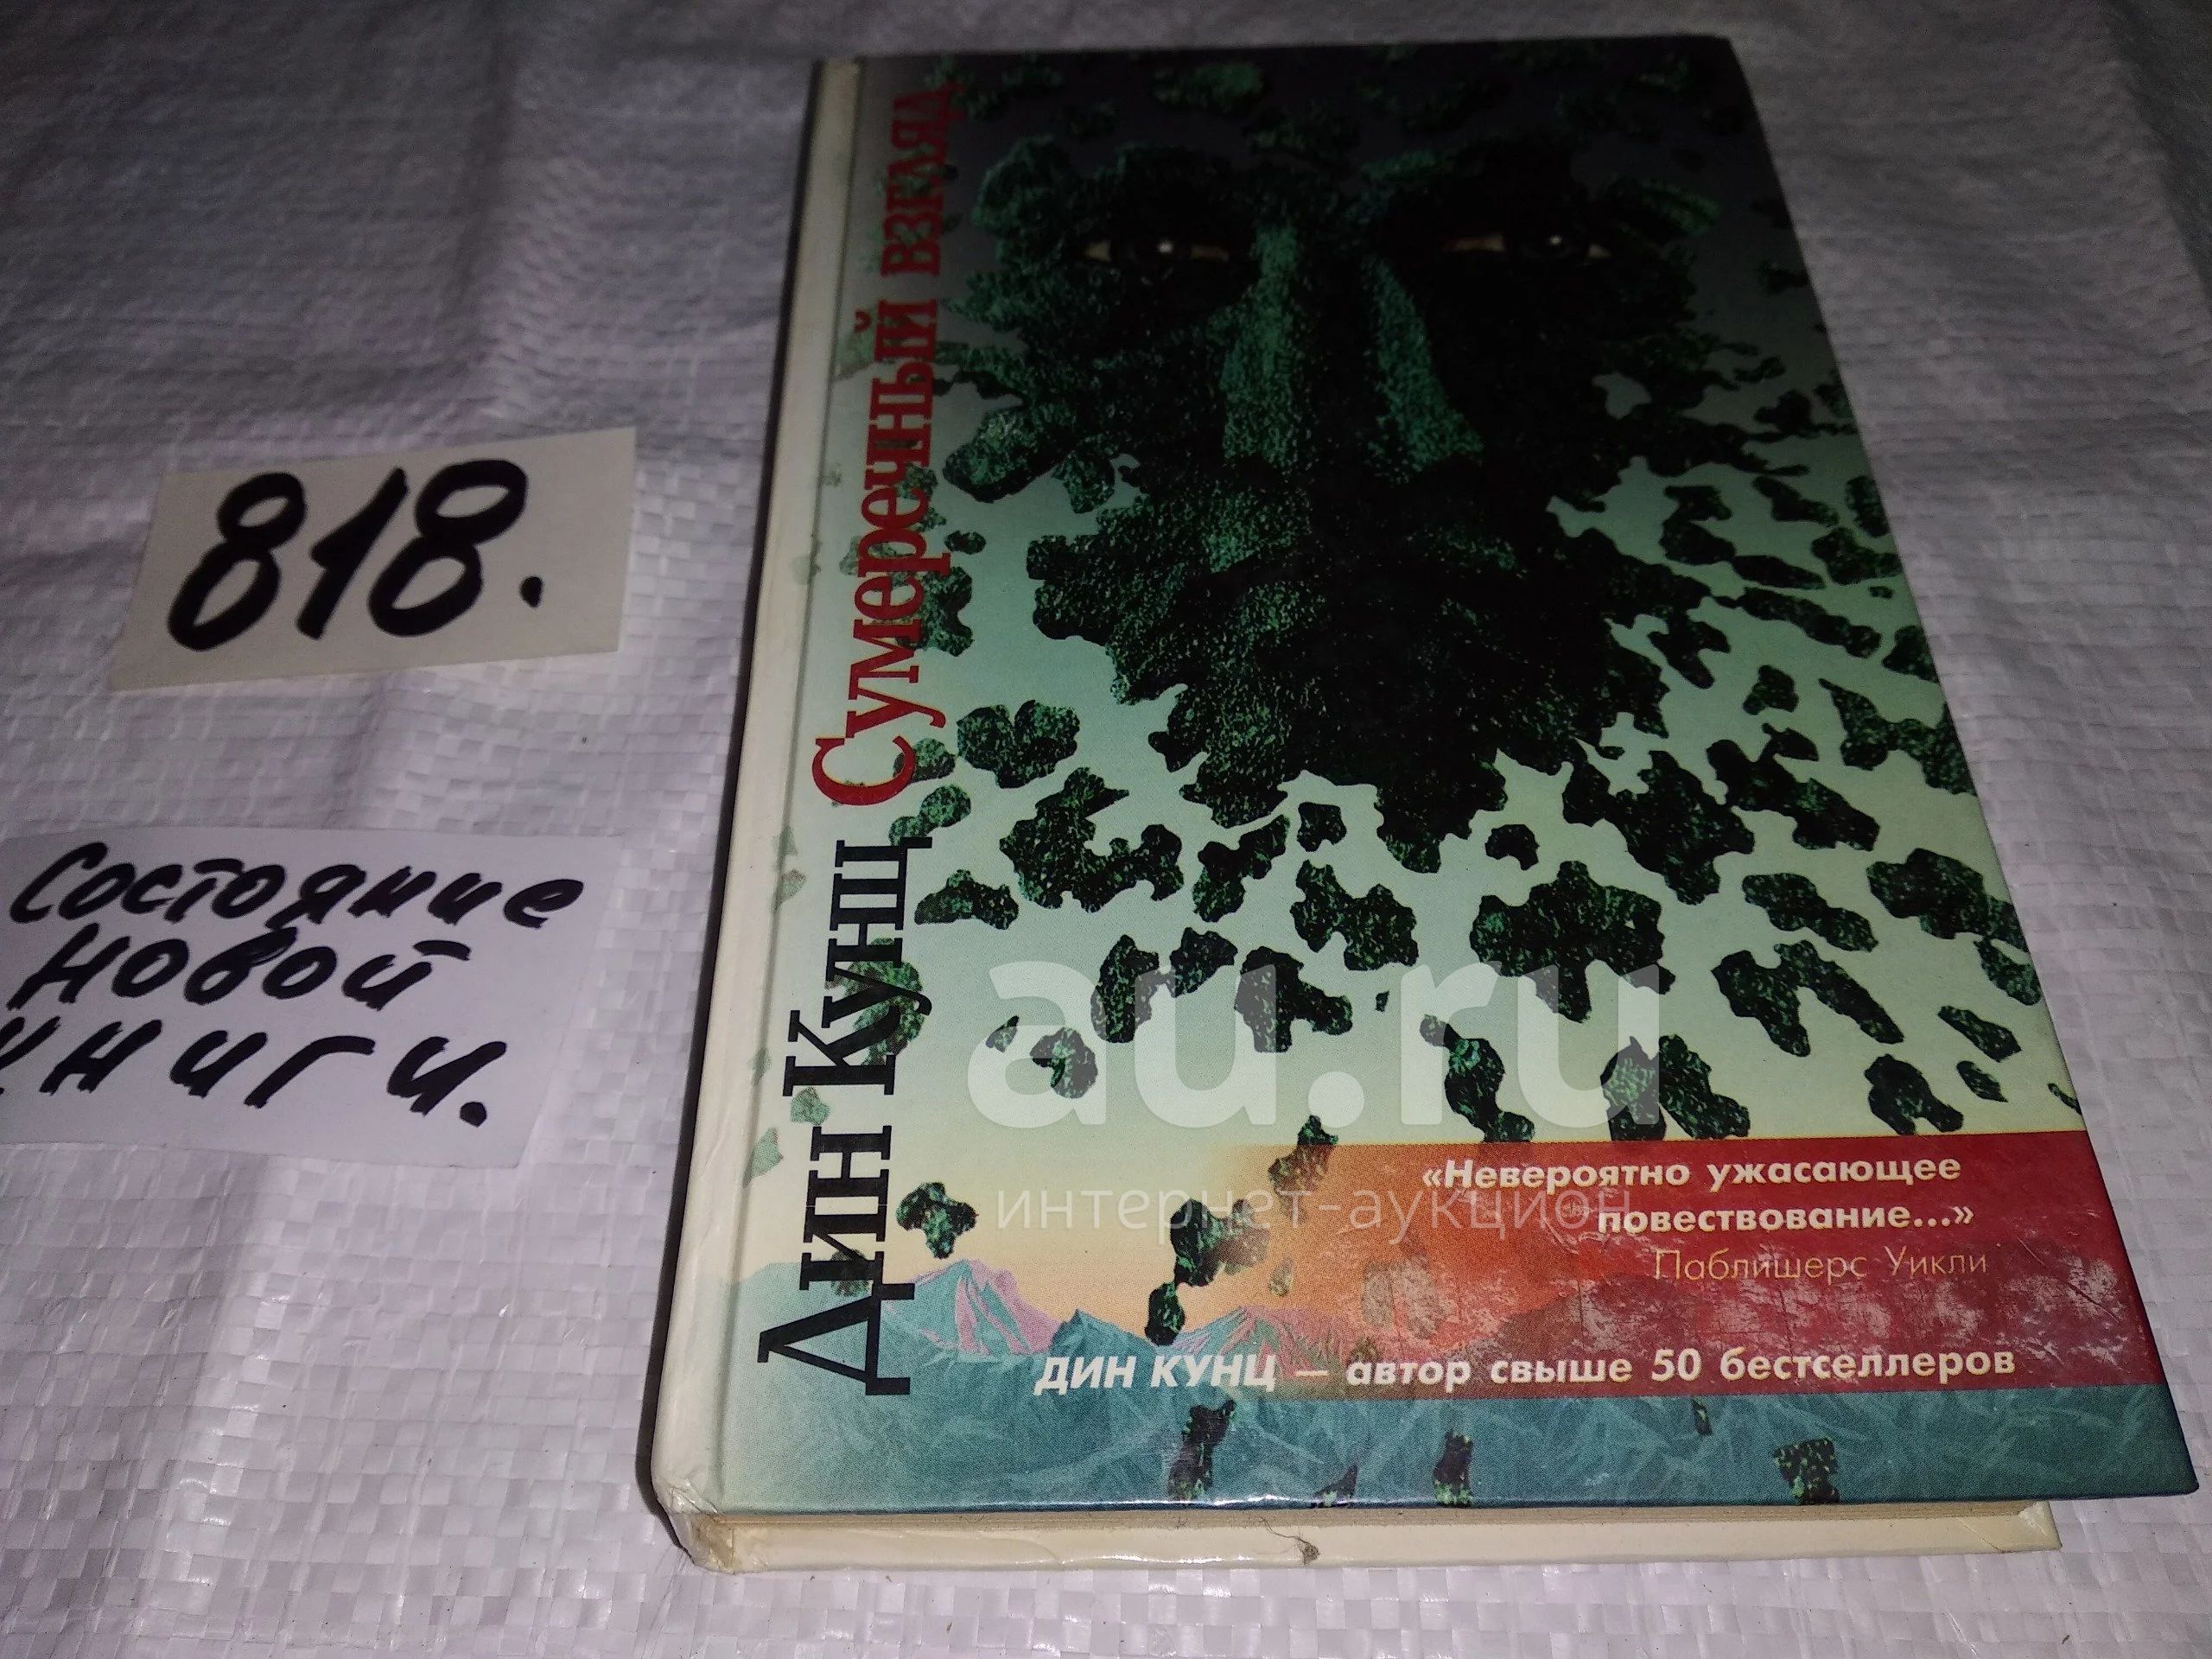 818.
Состояние
новой
книги.
Дин Кунц Сумеречный взгляд
«Невероятно ужасающее
повествование...»
Паблишерс Уикли
ДИН КУНЦ – автор свыше 50 бестселлеров
au.ru
интернет-аукцион